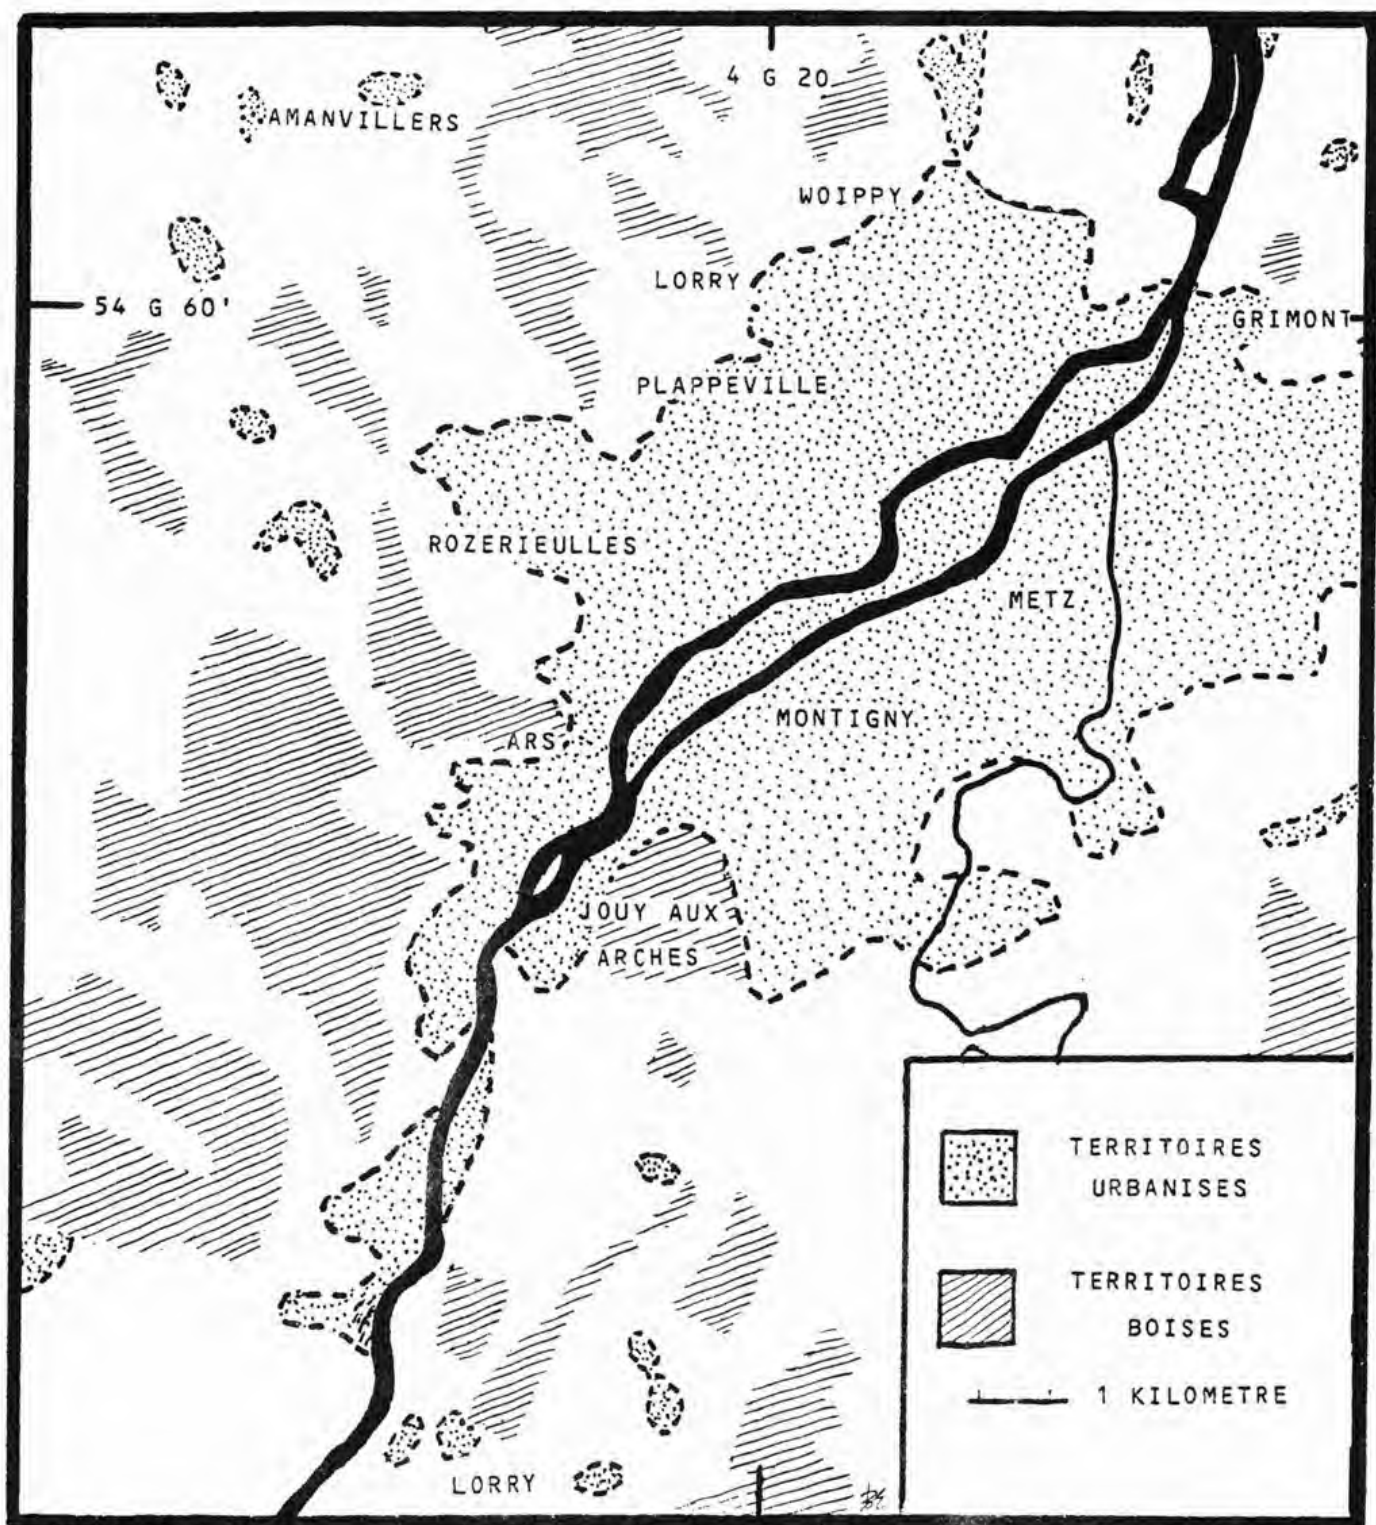 4 G 20
AMANVILLERS
WOIPPY
LORRY
54 G 60'
GRIMONT
PLAPPEVILLE
ROZERIEULLES
METZ
MONTIGNY
ARS
JOUY AUX
ARCHES
TERRITOIRES
URBANISES
TERRITOIRES
BOISES
1 KILOMETRE
LORRY